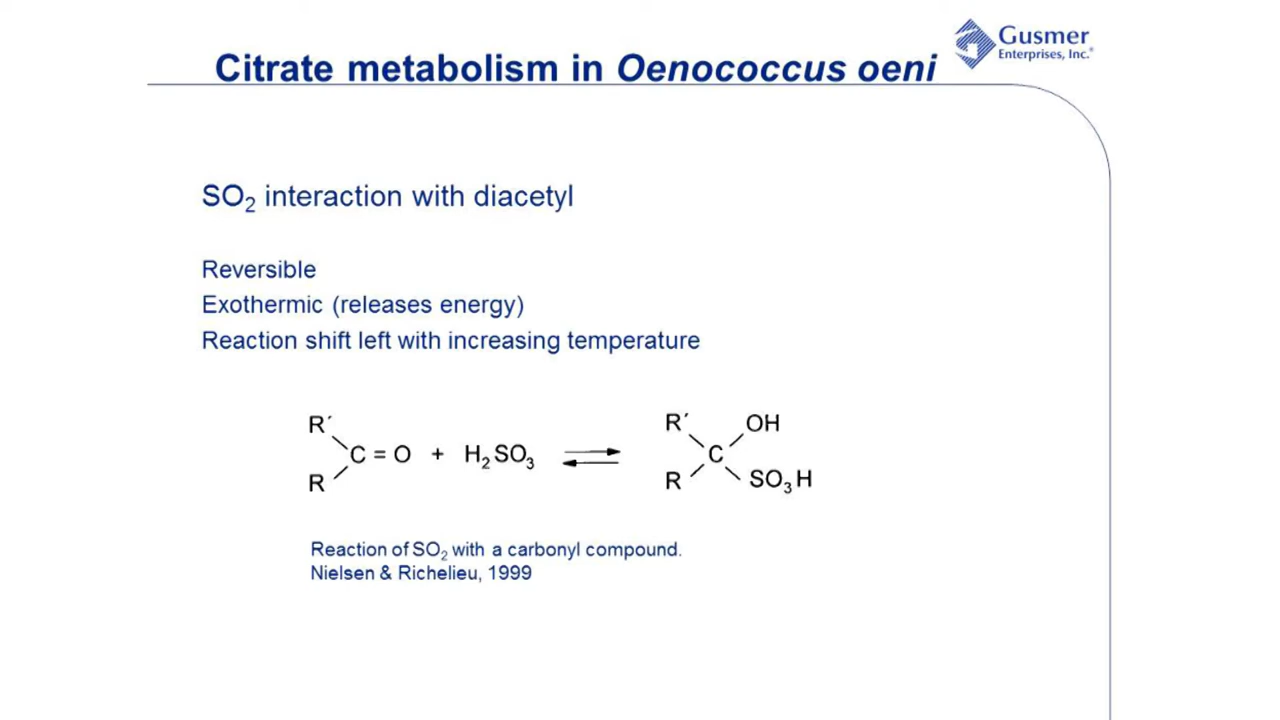 Gusmer
Enterprises, Inc.®
Citrate metabolism in Oenococcus oeni
SO₂ interaction with diacetyl
Reversible
Exothermic (releases energy)
Reaction shift left with increasing temperature
R´ R´ OH
C = O + H₂SO₃ ⇌ C
R R SO₃H
Reaction of SO₂ with a carbonyl compound.
Nielsen & Richelieu, 1999